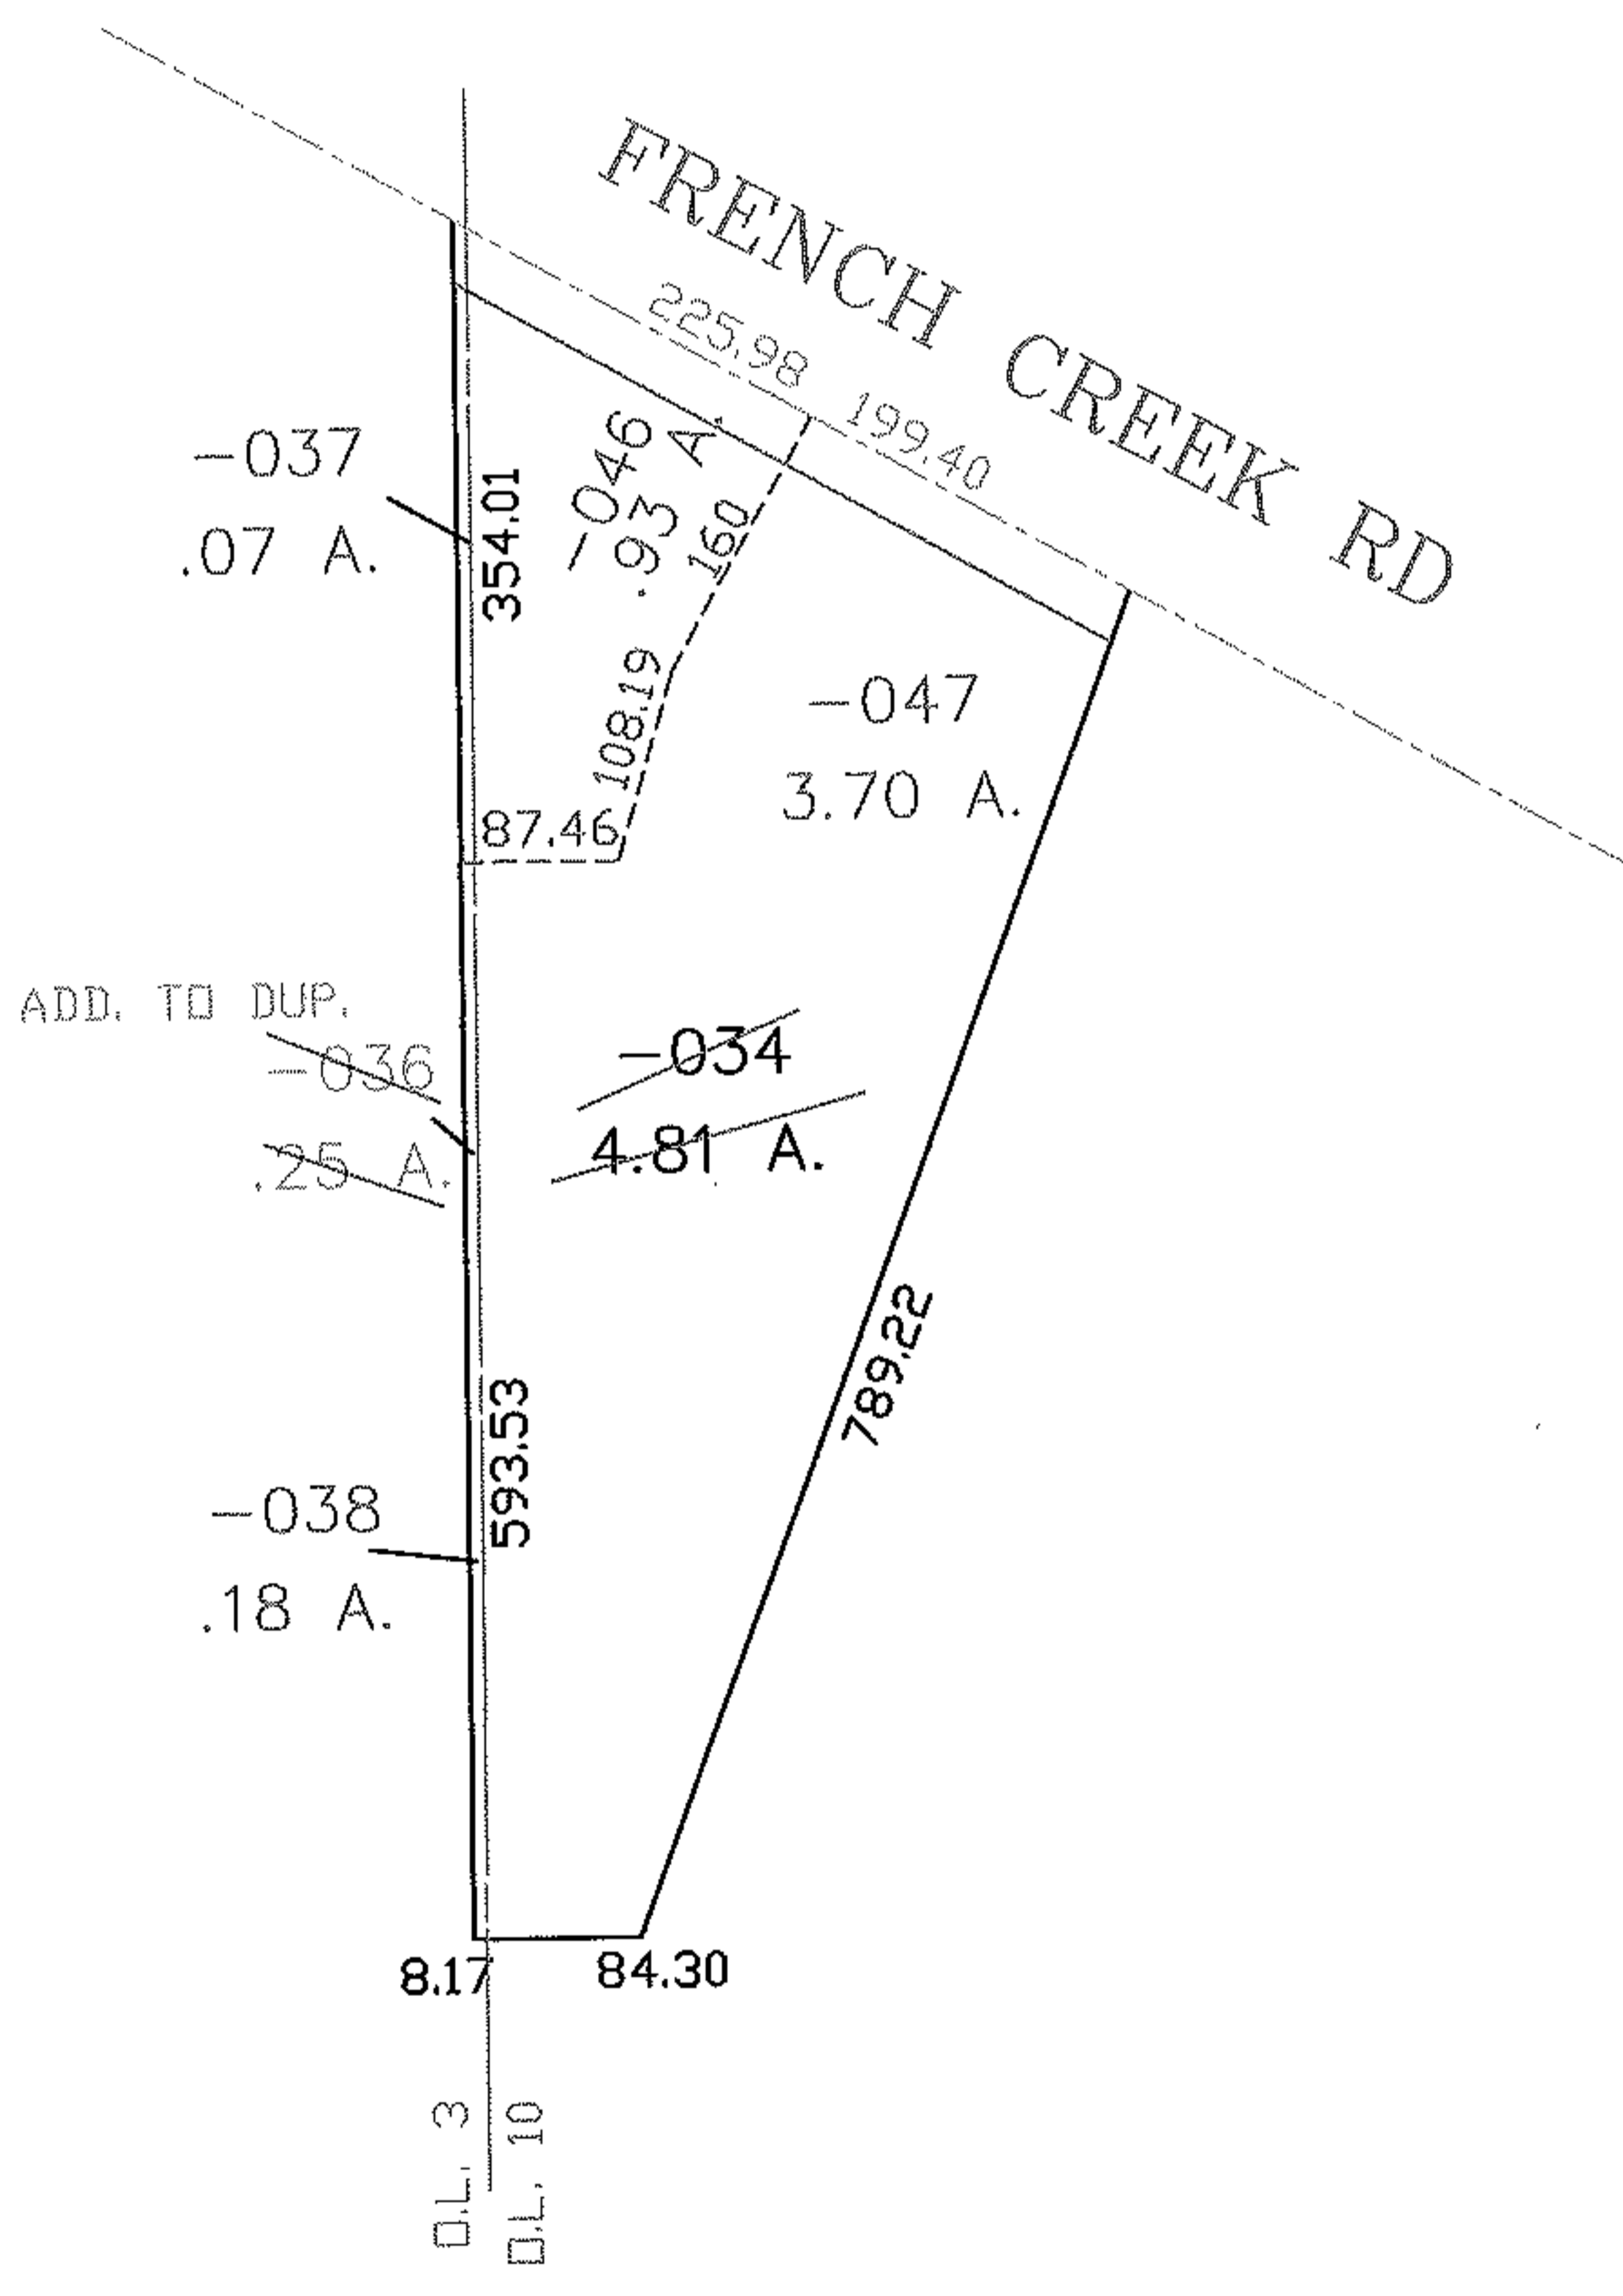 FRENCH CREEK RD
225.98
199.40
-037
.07 A.
354.01
-046
.93 A.
160
108.19
87.46
-047
3.70 A.
ADD. TO DUP.
-036
.25 A.
-034
4.81 A.
789.22
593.53
-038
.18 A.
8.17
84.30
O.L. 3
O.L. 10